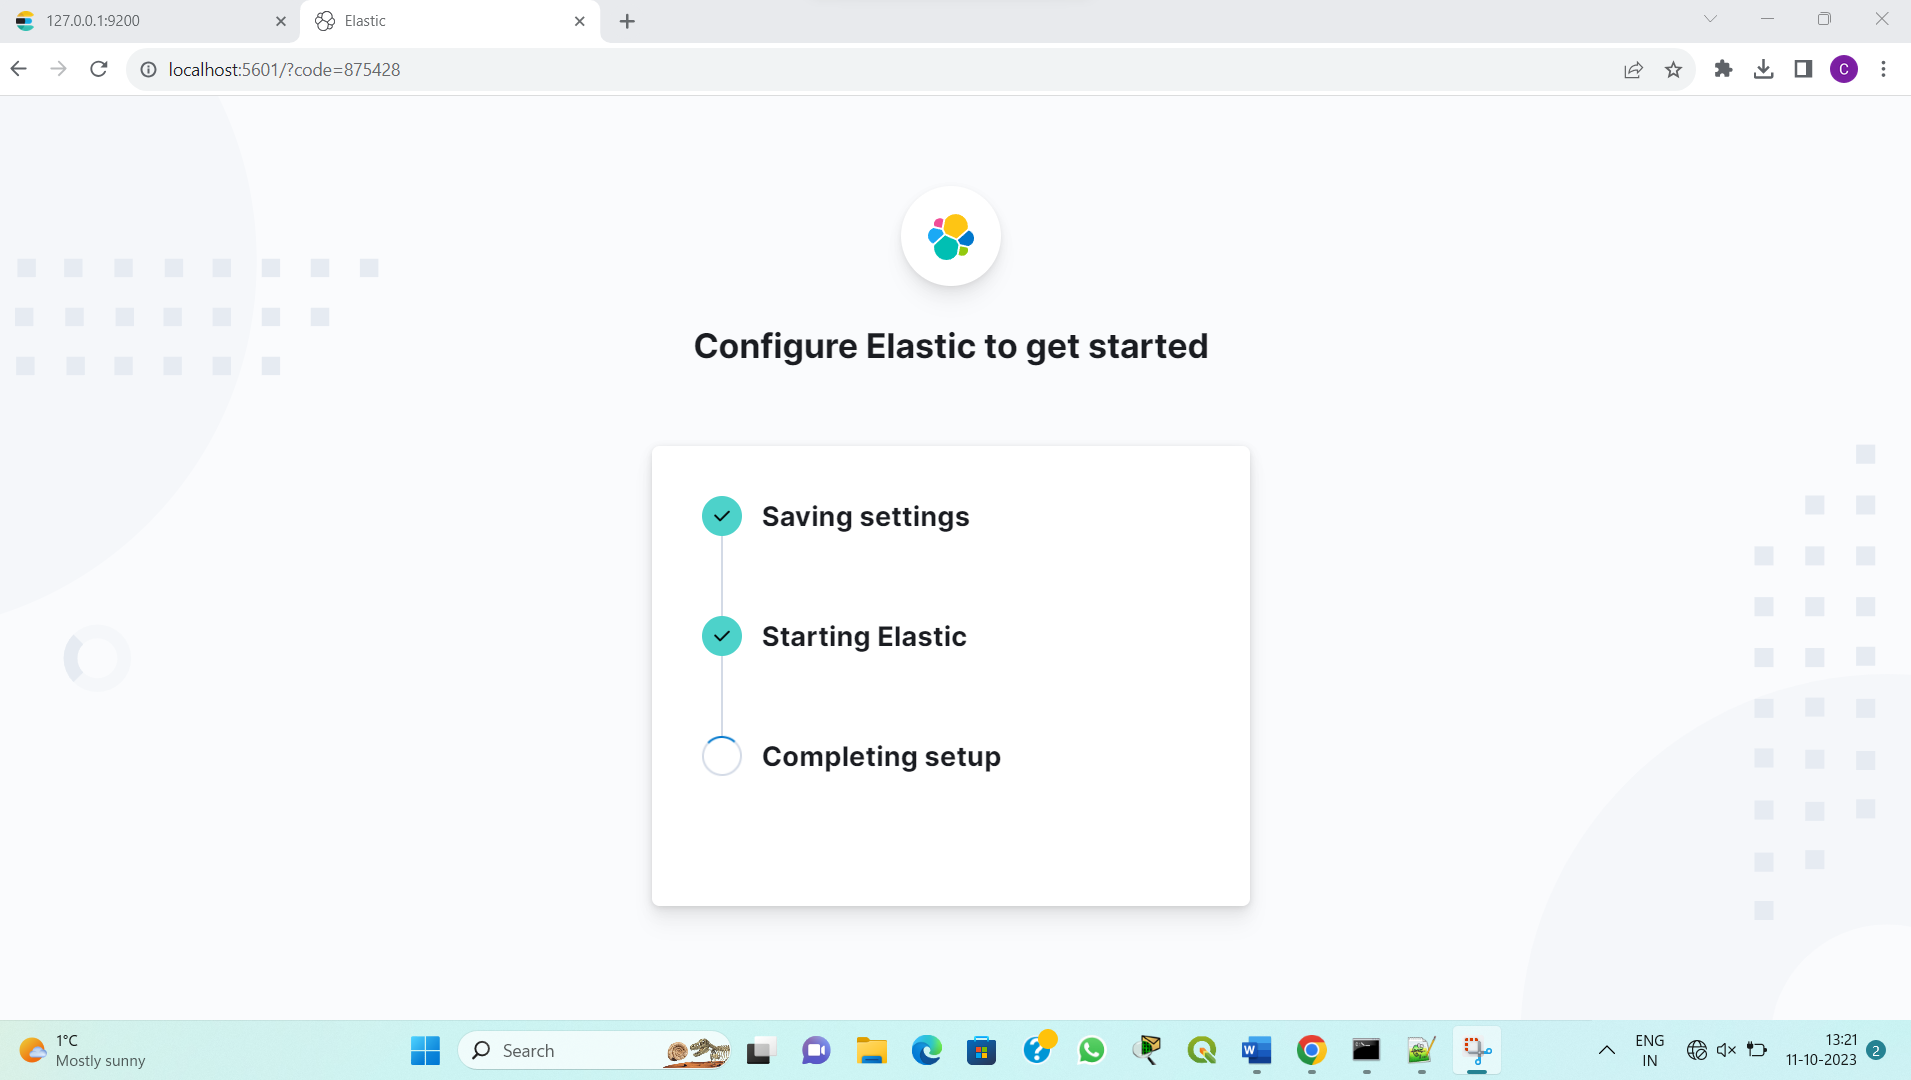 127.0.0.1:9200
Elastic
localhost:5601/?code=875428
C
Configure Elastic to get started
Saving settings
Starting Elastic
Completing setup
1°C
Mostly sunny
Search
W
ENG
IN
13:21
11-10-2023
2